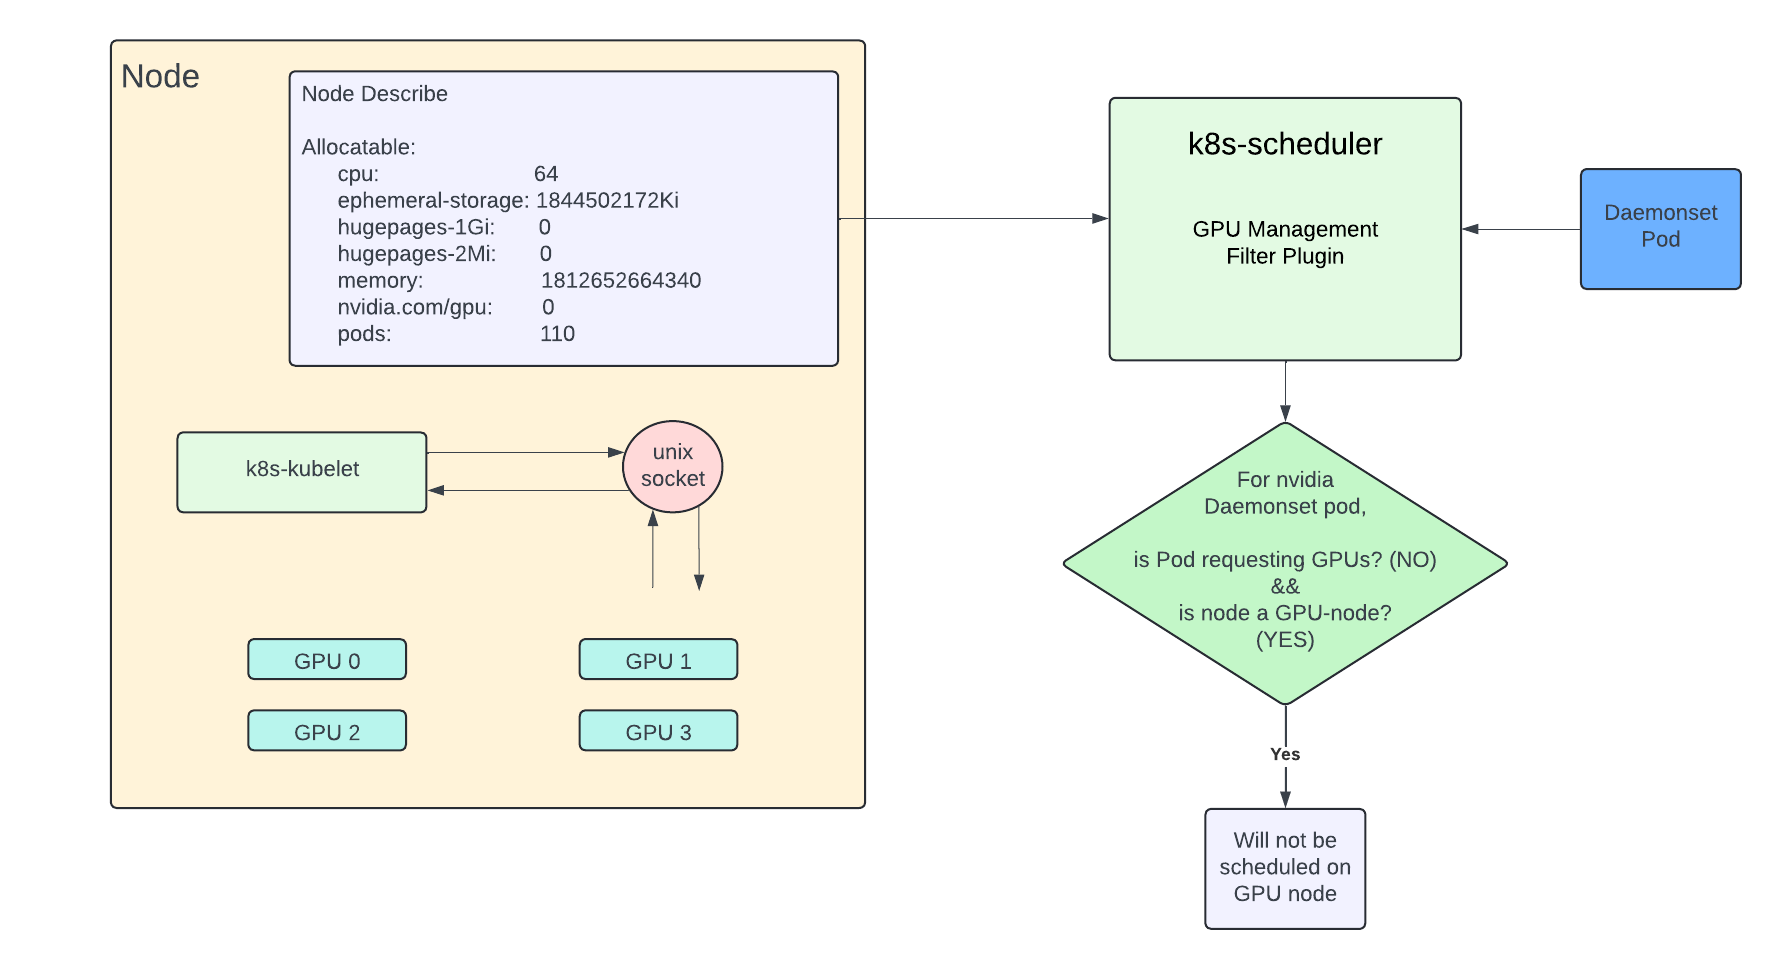 Node
Node Describe
Allocatable:
cpu: 64
ephemeral-storage: 1844502172Ki
hugepages-1Gi: 0
hugepages-2Mi: 0
memory: 1812652664340
nvidia.com/gpu: 0
pods: 110
k8s-kubelet
unix
socket
GPU 0
GPU 1
GPU 2
GPU 3
k8s-scheduler
GPU Management
Filter Plugin
Daemonset
Pod
For nvidia
Daemonset pod,
is Pod requesting GPUs? (NO)
&&
is node a GPU-node?
(YES)
Yes
Will not be
scheduled on
GPU node